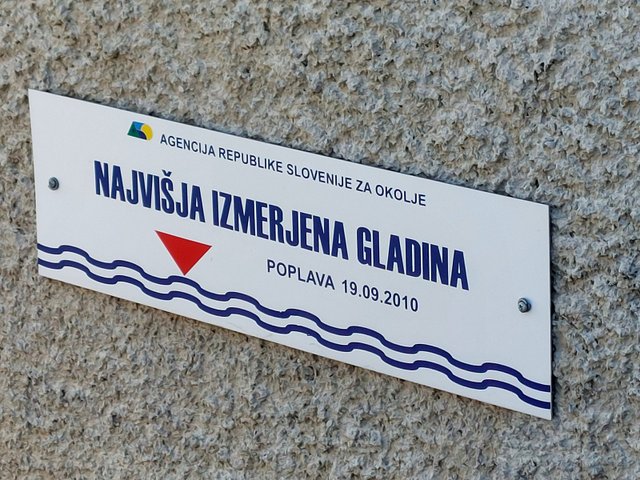 AGENCIJA REPUBLIKE SLOVENIJE ZA OKOLJE
NAJVIŠJA IZMERJENA GLADINA
POPLAVA 19.09.2010